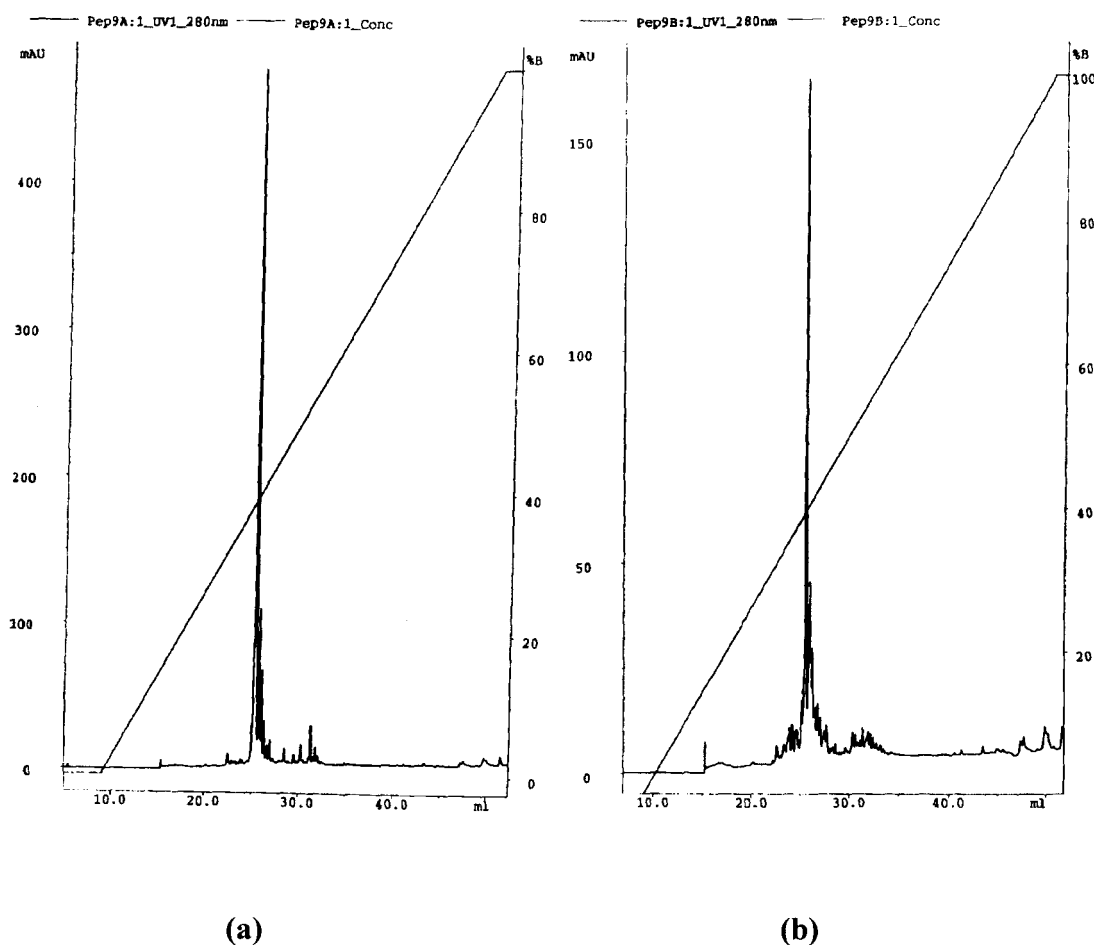 Pep9A:1_UV1_280nm Pep9A:1_Conc
mAU
%B
400
300
200
100
0
80
60
40
20
0
10.0 20.0 30.0 40.0 ml
(a)
Pep9B:1_UV1_280nm Pep9B:1_Conc
mAU
%B
150
100
50
0
100
80
60
40
20
10.0 20.0 30.0 40.0 ml
(b)